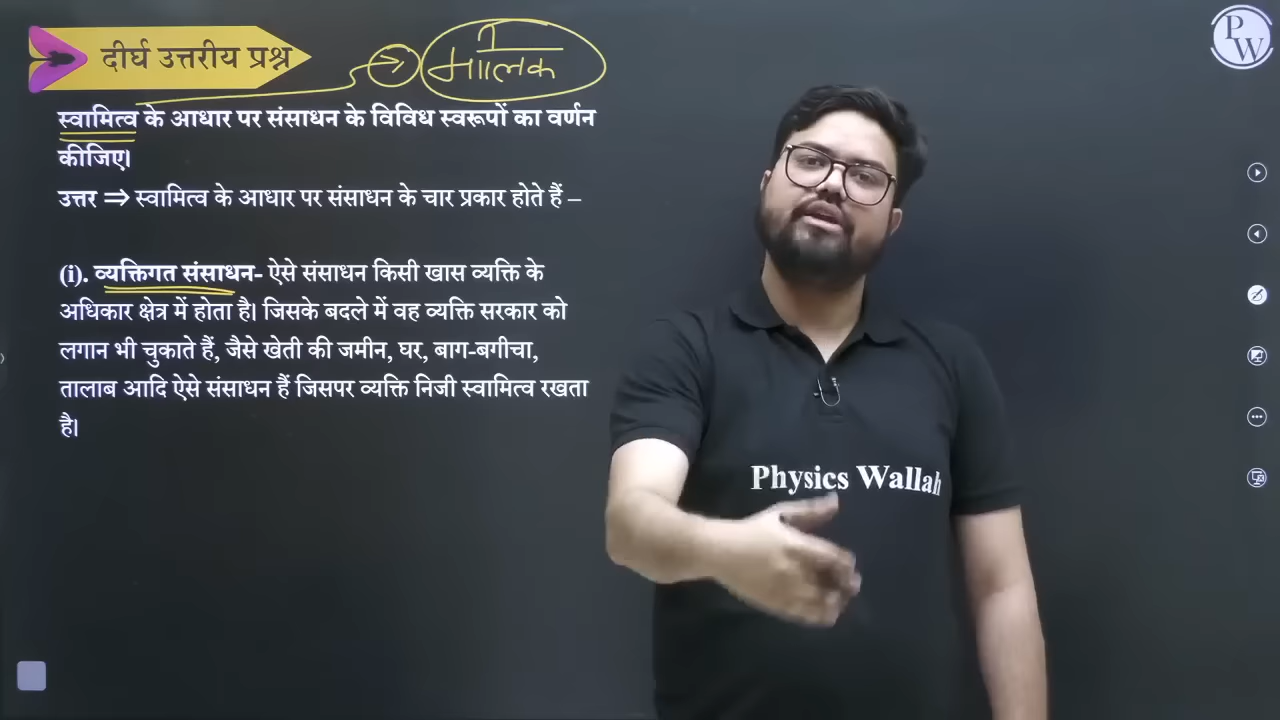 दीर्घ उत्तरीय प्रश्न
मालिक
PW
स्वामित्व के आधार पर संसाधन के विविध स्वरूपों का वर्णन
कीजिए।
उत्तर ⇒ स्वामित्व के आधार पर संसाधन के चार प्रकार होते हैं –
(i). व्यक्तिगत संसाधन- ऐसे संसाधन किसी खास व्यक्ति के
अधिकार क्षेत्र में होता है। जिसके बदले में वह व्यक्ति सरकार को
लगान भी चुकाते हैं, जैसे खेती की जमीन, घर, बाग-बगीचा,
तालाब आदि ऐसे संसाधन हैं जिसपर व्यक्ति निजी स्वामित्व रखता
है।
Physics Wallah